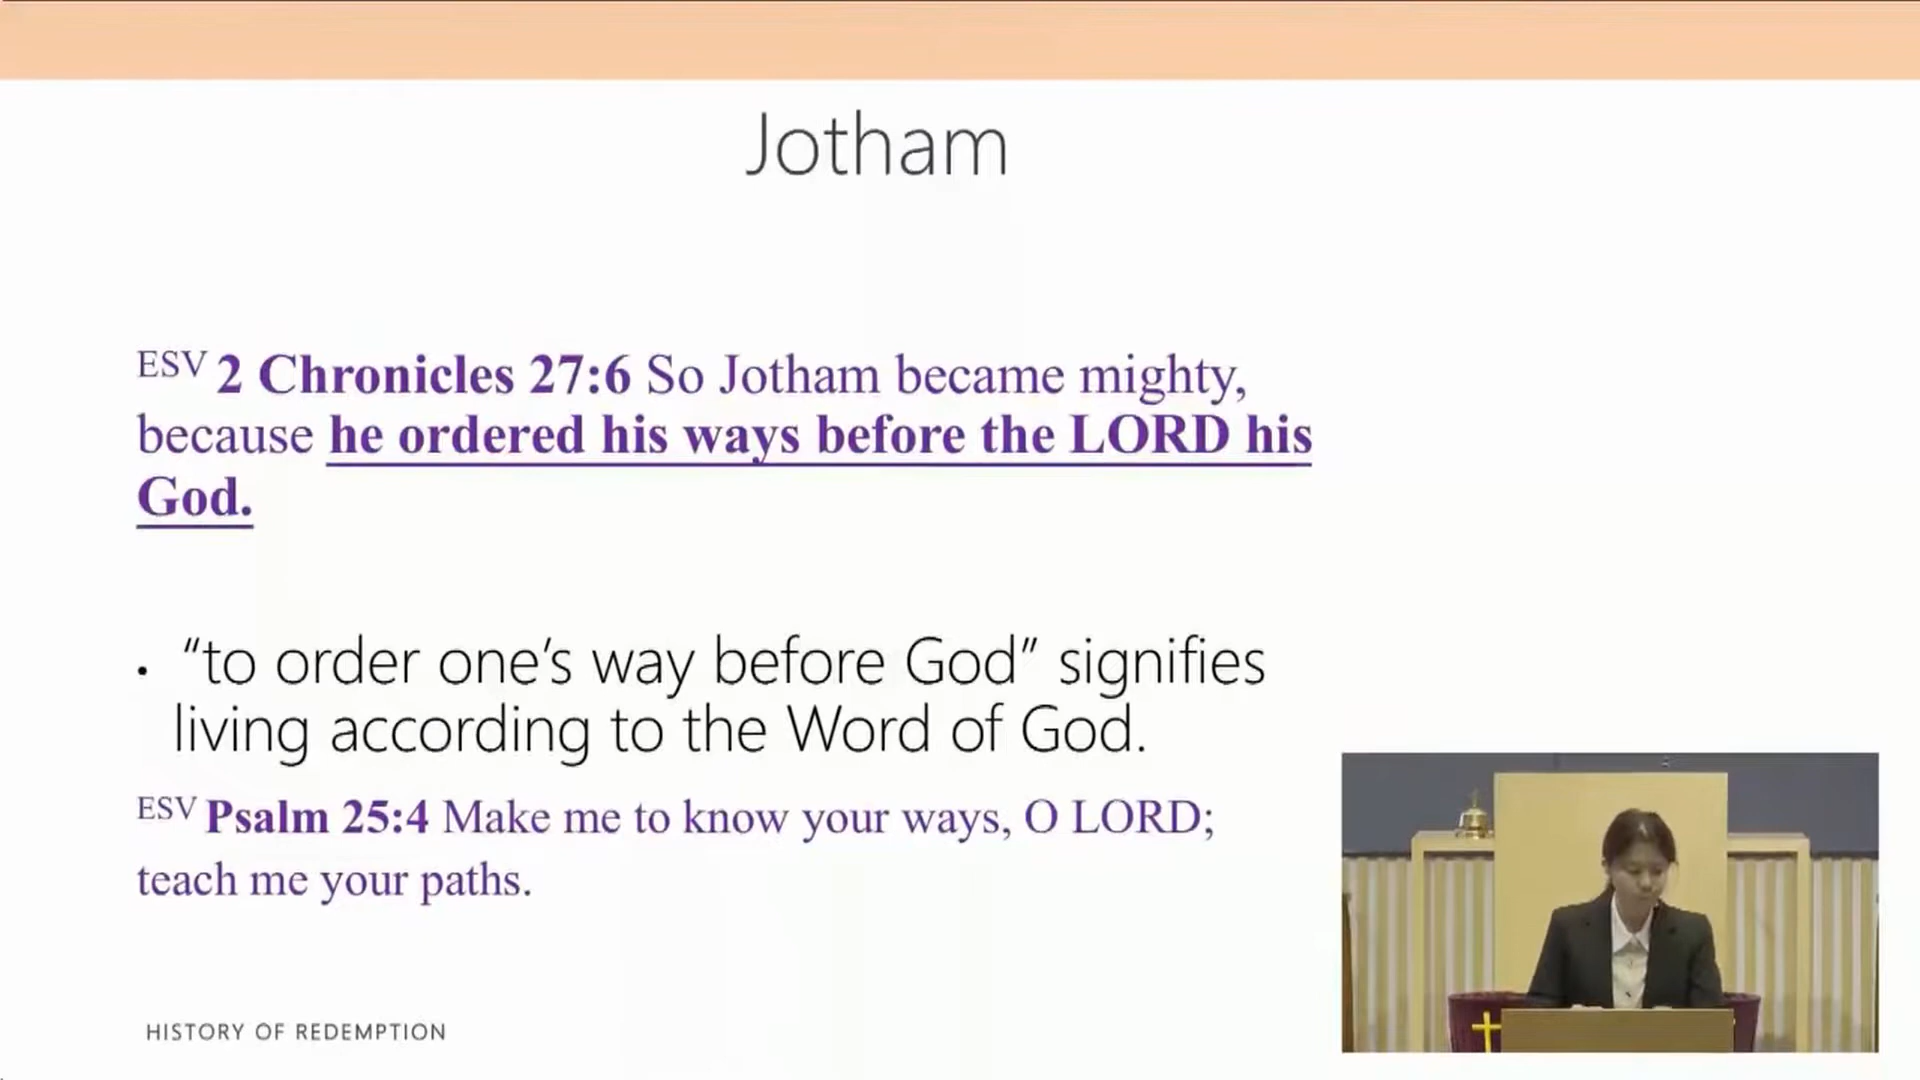 Jotham
ESV 2 Chronicles 27:6 So Jotham became mighty,
because he ordered his ways before the LORD his
God.
• “to order one’s way before God” signifies
living according to the Word of God.
ESV Psalm 25:4 Make me to know your ways, O LORD;
teach me your paths.
HISTORY OF REDEMPTION